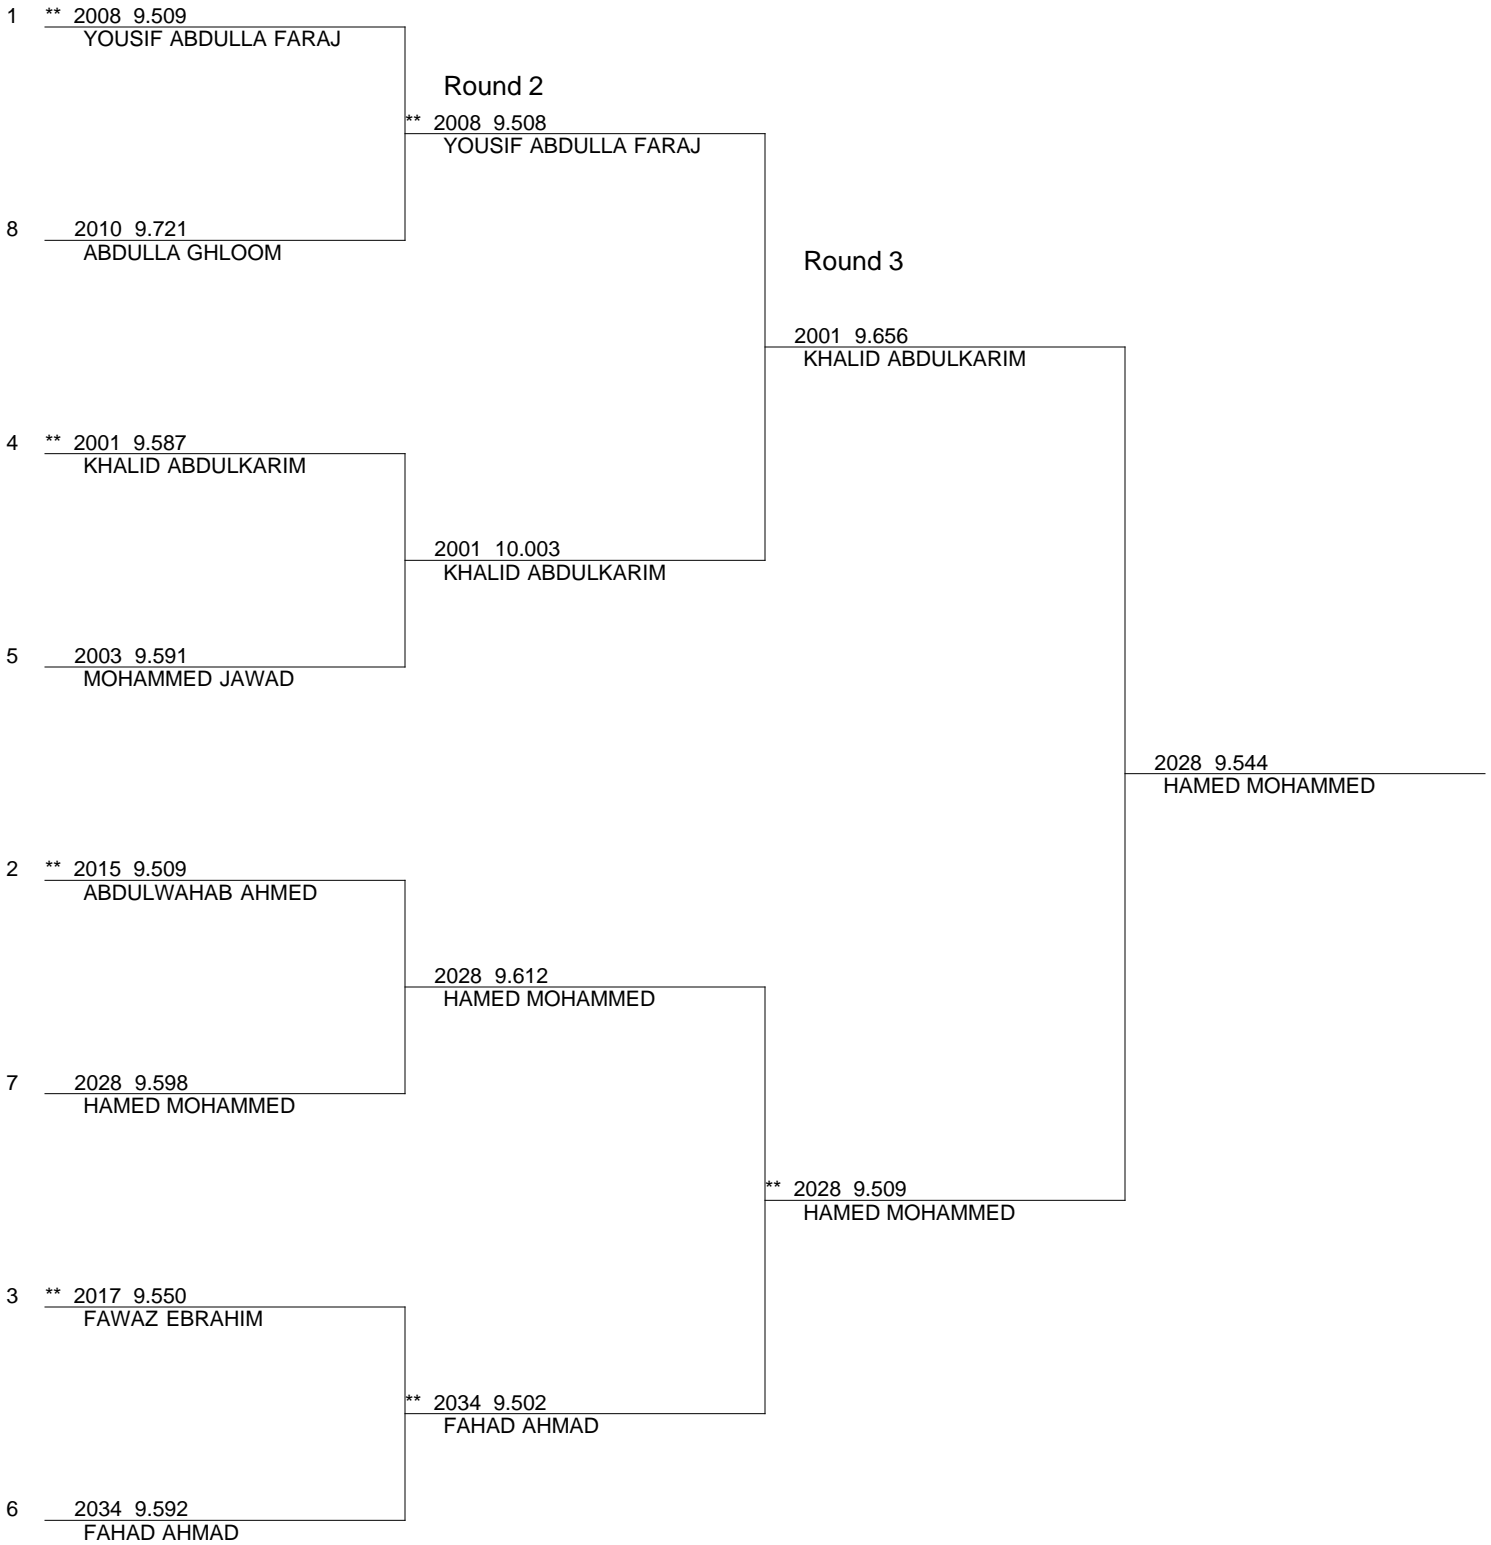 1 ** 2008 9.509
YOUSIF ABDULLA FARAJ
Round 2
** 2008 9.508
YOUSIF ABDULLA FARAJ
8 2010 9.721
ABDULLA GHLOOM
Round 3
2001 9.656
KHALID ABDULKARIM
4 ** 2001 9.587
KHALID ABDULKARIM
2001 10.003
KHALID ABDULKARIM
5 2003 9.591
MOHAMMED JAWAD
2028 9.544
HAMED MOHAMMED
2 ** 2015 9.509
ABDULWAHAB AHMED
2028 9.612
HAMED MOHAMMED
7 2028 9.598
HAMED MOHAMMED
** 2028 9.509
HAMED MOHAMMED
3 ** 2017 9.550
FAWAZ EBRAHIM
** 2034 9.502
FAHAD AHMAD
6 2034 9.592
FAHAD AHMAD